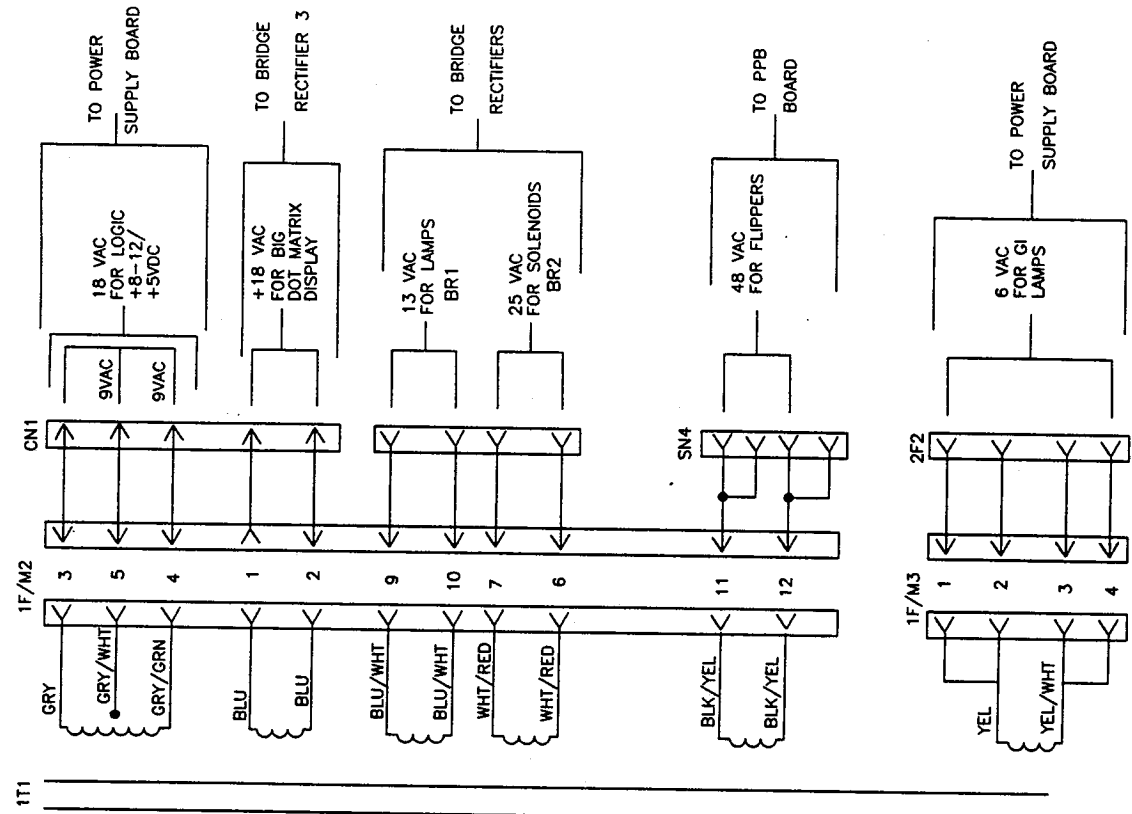 TO POWER
SUPPLY BOARD
TO BRIDGE
RECTIFIER 3
TO BRIDGE
RECTIFIERS
TO PPB
BOARD
TO POWER
SUPPLY BOARD
18 VAC
FOR LOGIC
+8-12/
+5VDC
+18 VAC
FOR BIG
DOT MATRIX
DISPLAY
13 VAC
FOR LAMPS
BR1
25 VAC
FOR SOLENOIDS
BR2
48 VAC
FOR FLIPPERS
6 VAC
FOR GI
LAMPS
9VAC
9VAC
CN1
SN4
2F2
1F/M2
3
5
4
1
2
9
10
7
6
11
12
1F/M3
1
2
3
4
GRY
GRY/WHT
GRY/GRN
BLU
BLU
BLU/WHT
BLU/WHT
WHT/RED
WHT/RED
BLK/YEL
BLK/YEL
YEL
YEL/WHT
1T1